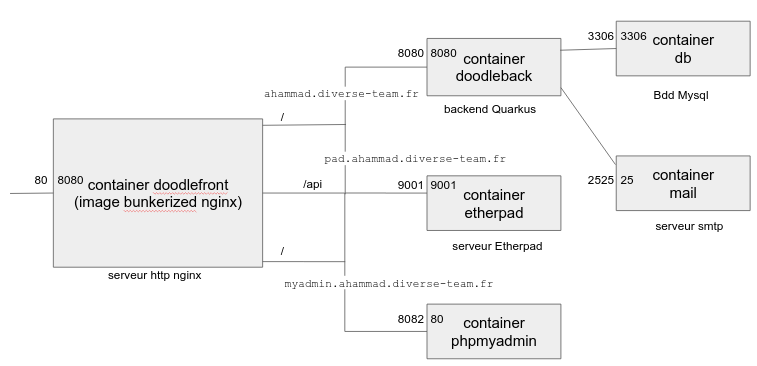 3306 3306 container
db
8080 8080 container
doodleback
ahammad.diverse-team.fr
Bdd Mysql
backend Quarkus
/
pad.ahammad.diverse-team.fr
80 8080 container doodlefront
(image bunkerized nginx)
/api
9001 9001 container
etherpad
2525 25 container
mail
serveur smtp
serveur Etherpad
/
serveur http nginx
myadmin.ahammad.diverse-team.fr
8082 80 container
phpmyadmin